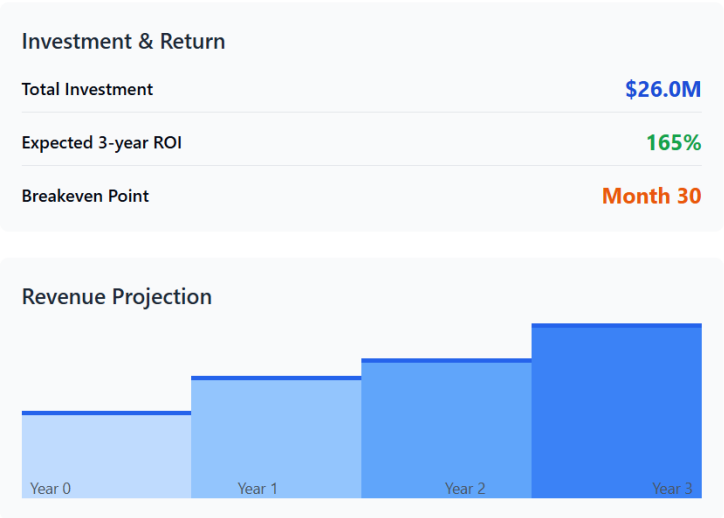 Investment & Return
Total Investment $26.0M
Expected 3-year ROI 165%
Breakeven Point Month 30
Revenue Projection
Year 0 Year 1 Year 2 Year 3